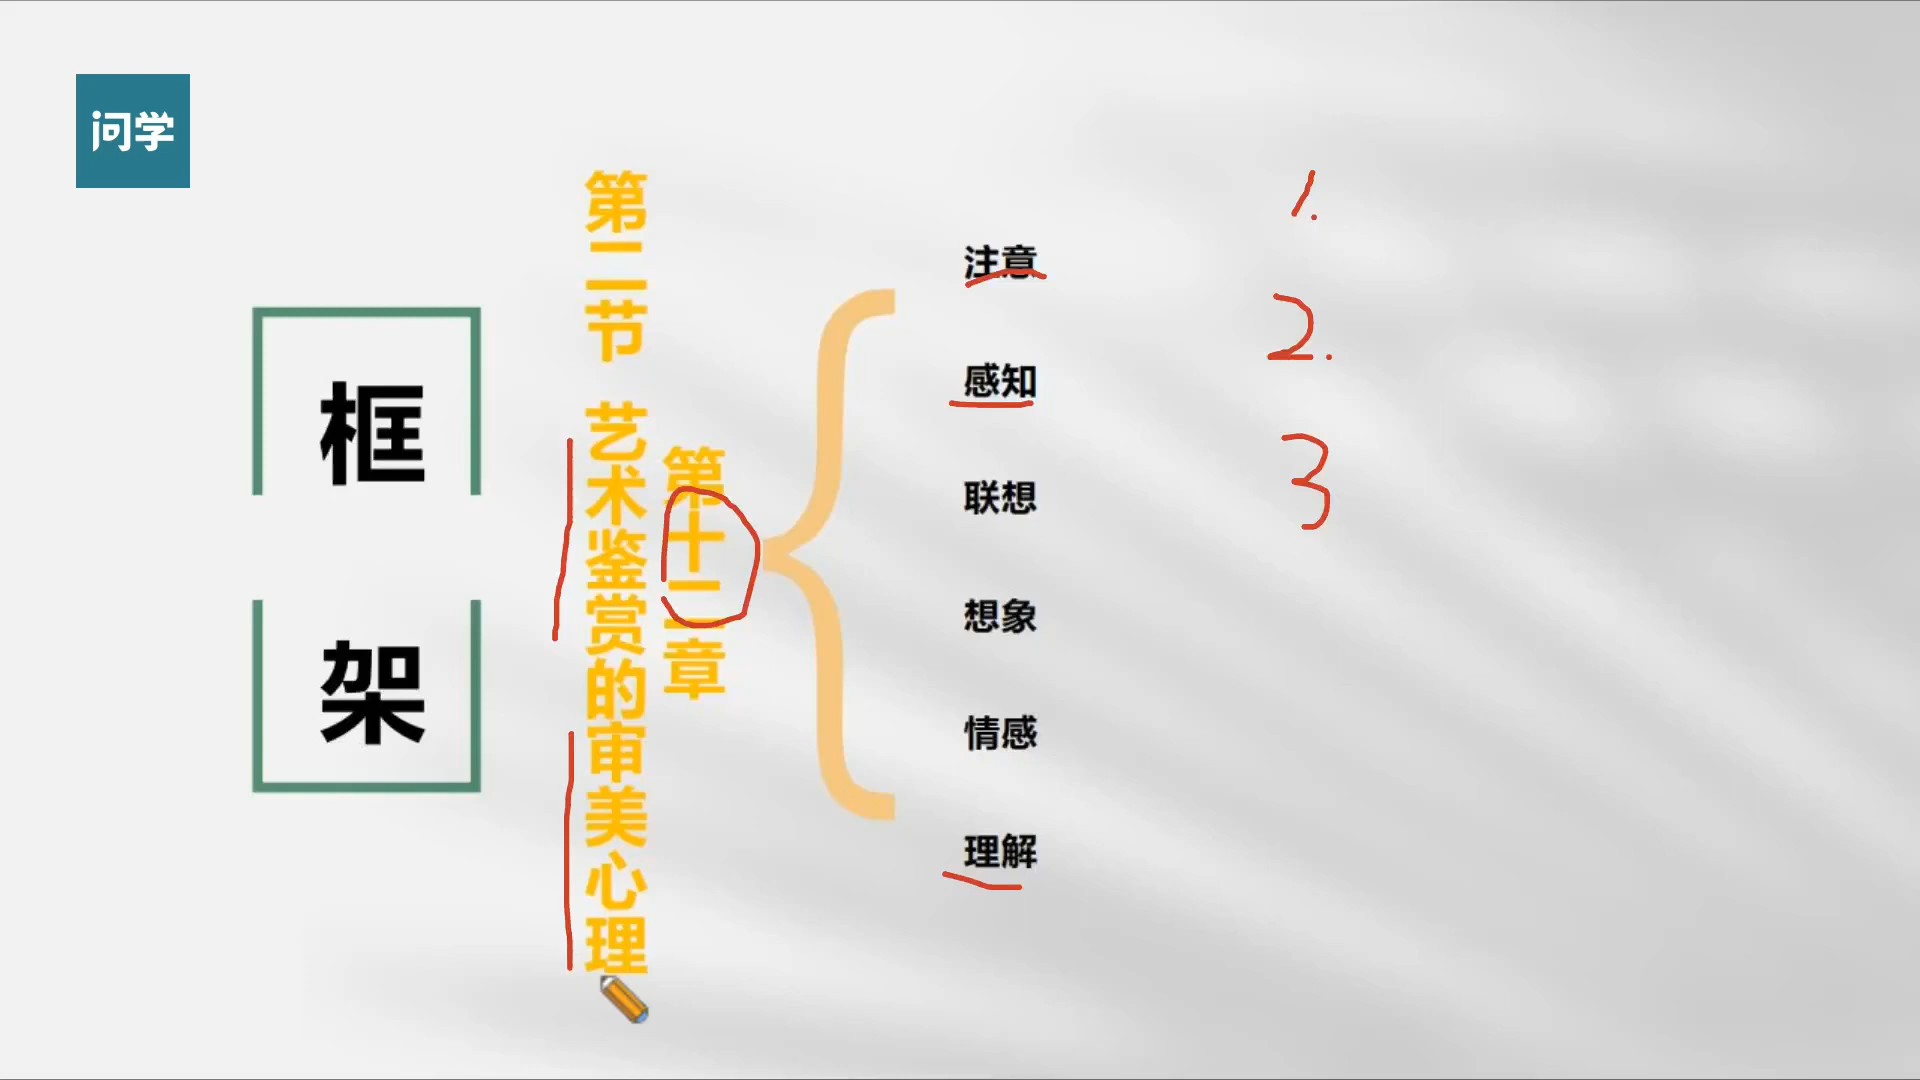 问学
框
架
第二节 艺术鉴赏的审美心理
第十二章
注意
感知
联想
想象
情感
理解
1.
2.
3